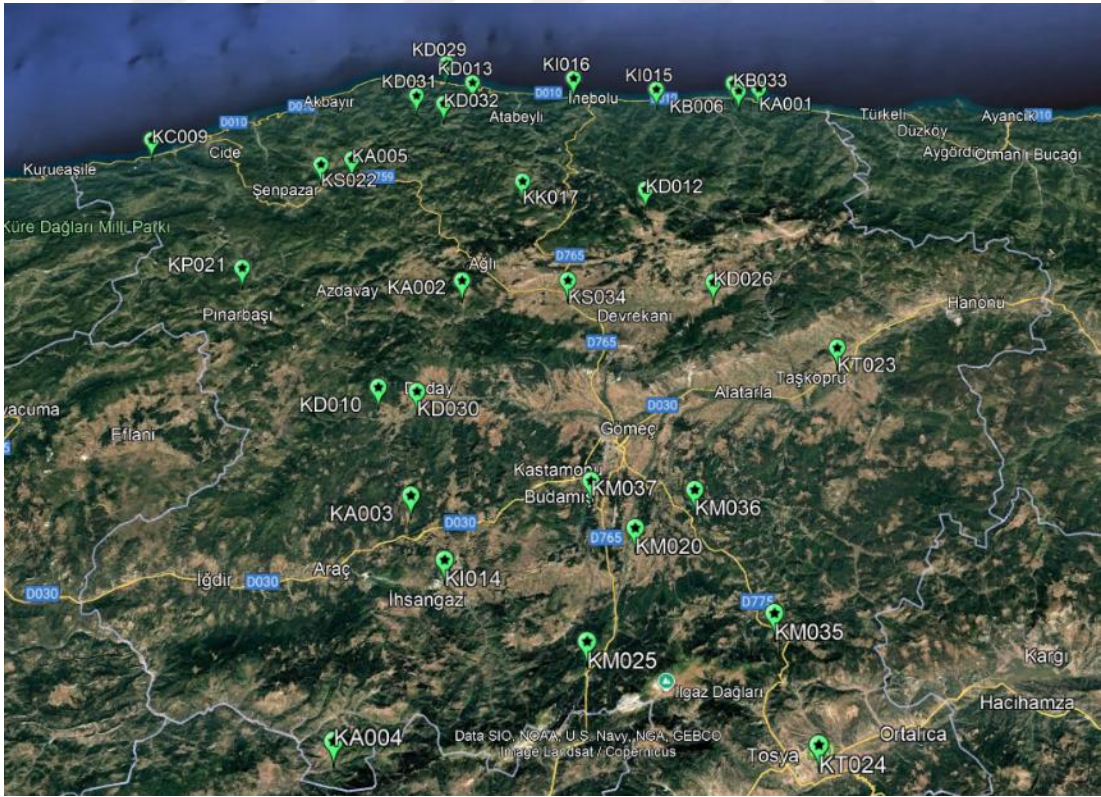 KD029
KD013
KI016
KD031
KD032
D010
KI015
KB033
KB006
KA001
İnebolu
Atabeyli
Akbayır
D010
Türkeli
Ayancık
Düzköy
Otmanlı Bucağı
KC009
Cide
Kurucaşile
KA005
KS022
Şenpazar
KK017
KD012
Küre Dağları Milli Parkı
D765
Ağlı
KP021
Azdavay
KA002
KS034
KD026
Pınarbaşı
Devrekani
Hanönü
D765
KT023
Taşköprü
KD010
KD030
Alatarla
D030
Eflani
Gömeç
Kastamonu
Budamış
KM037
KM036
KA003
D030
D765
KM020
İğdir
D030
Araç
KI014
İhsangaz
D030
D775
KM035
KM025
Kargı
Ilgaz Dağları
Hacıhamza
KA004
Data SIO, NOAA, U.S. Navy, NGA, GEBCO
Image Landsat / Copernicus
Ortalıca
Tosya
KT024